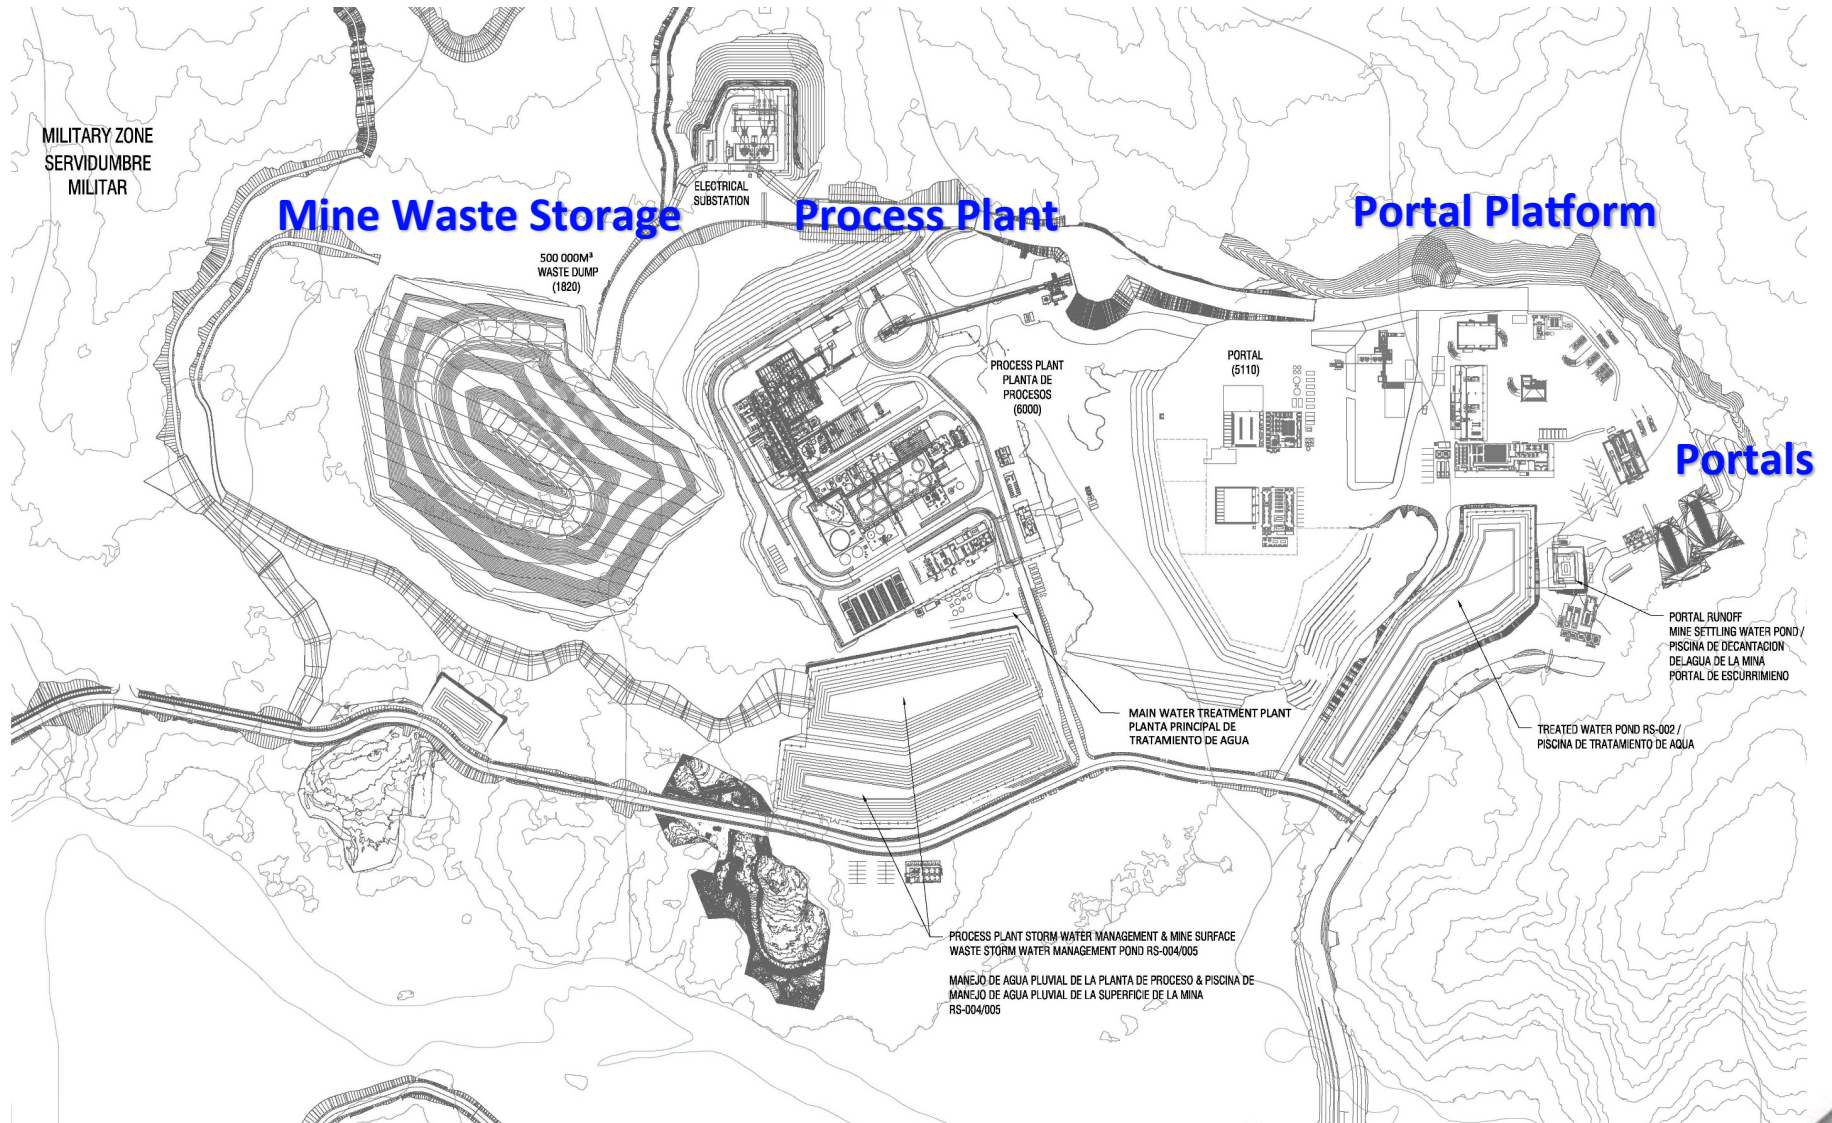 MILITARY ZONE
SERVIDUMBRE
MILITAR
ELECTRICAL
SUBSTATION
Mine Waste Storage
Process Plant
Portal Platform
500 000M³
WASTE DUMP
(1820)
PROCESS PLANT
PLANTA DE
PROCESOS
(6000)
PORTAL
(5110)
Portals
PORTAL RUNOFF
MINE SETTLING WATER POND /
PISCINA DE DECANTACION
DELAGUA DE LA MINA
PORTAL DE ESCURRIMIENO
MAIN WATER TREATMENT PLANT
PLANTA PRINCIPAL DE
TRATAMIENTO DE AGUA
TREATED WATER POND RS-002 /
PISCINA DE TRATAMIENTO DE AQUA
PROCESS PLANT STORM WATER MANAGEMENT & MINE SURFACE
WASTE STORM WATER MANAGEMENT POND RS-004/005
MANEJO DE AGUA PLUVIAL DE LA PLANTA DE PROCESO & PISCINA DE
MANEJO DE AGUA PLUVIAL DE LA SUPERFICIE DE LA MINA
RS-004/005